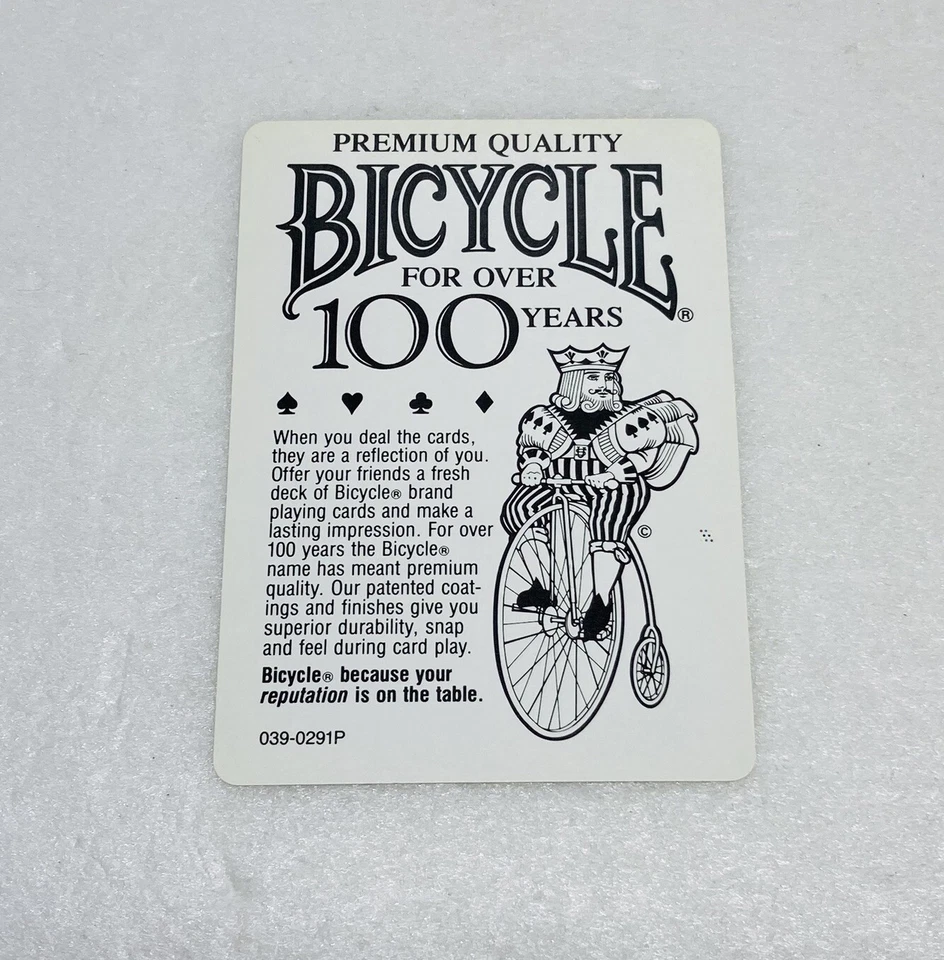 PREMIUM QUALITY
BICYCLE®
FOR OVER
100 YEARS
When you deal the cards,
they are a reflection of you.
Offer your friends a fresh
deck of Bicycle® brand
playing cards and make a
lasting impression. For over
100 years the Bicycle®
name has meant premium
quality. Our patented coat-
ings and finishes give you
superior durability, snap
and feel during card play.
Bicycle® because your
reputation is on the table.
©
039-0291P